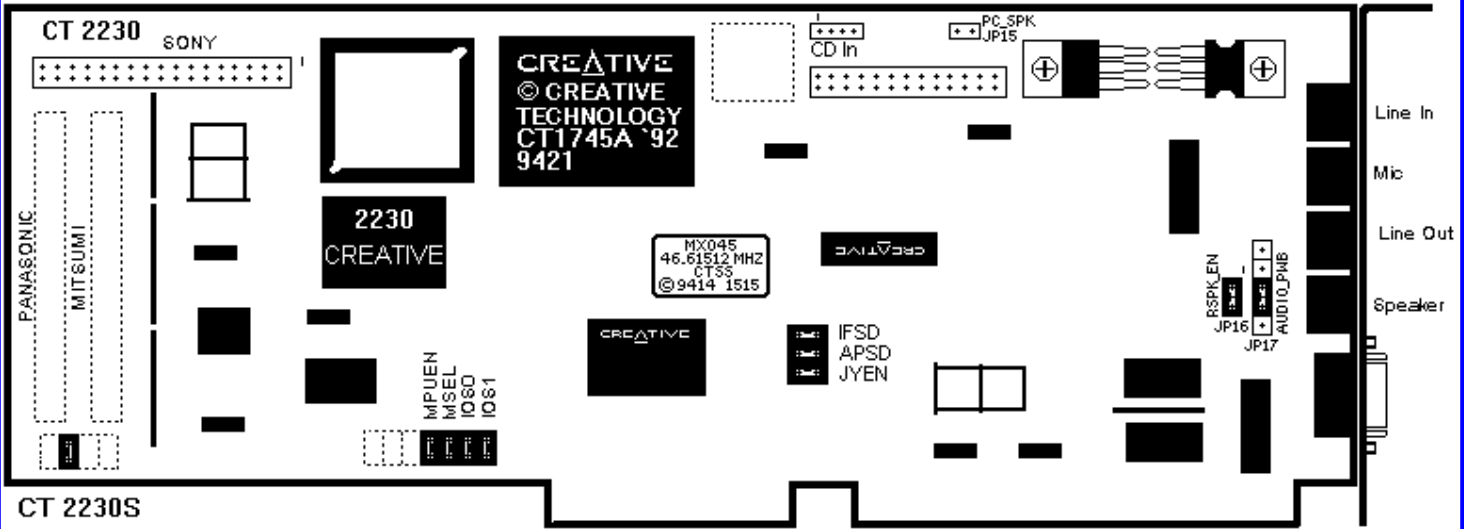 CT 2230
SONY
PANASONIC
MITSUMI
CREATIVE
© CREATIVE
TECHNOLOGY
CT1745A `92
9421
2230
CREATIVE
CD In
PC_SPK
JP15
Line In
Mic
Line Out
Speaker
MX045
46.61512 MHZ
CTSS
©9414 1515
CREATIVE
CREATIVE
IFSD
APSD
JYEN
MPUEN
MSEL
IOS0
IOS1
RSPK_EN
JP16
AUDIO_PWB
JP17
CT 2230S